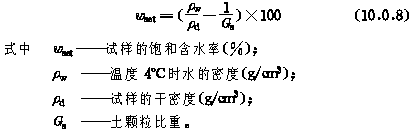 w_sat = (ρ_w/ρ_d − 1/G_s) × 100 (10.0.8)
式中 w_sat——试样的饱和含水率(%);
ρ_w ——温度 4℃时水的密度(g/cm³);
ρ_d ——试样的干密度(g/cm³);
G_s ——土颗粒比重。